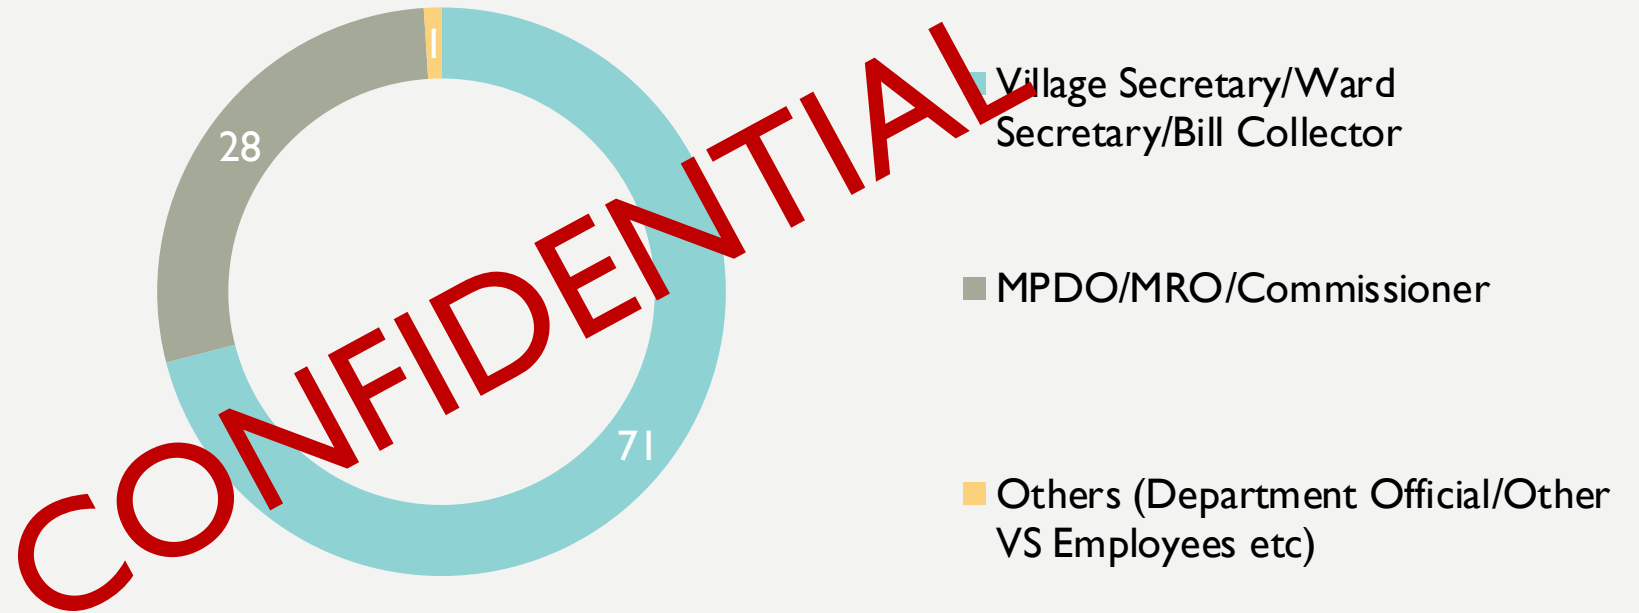 1
28
71
CONFIDENTIAL
Village Secretary/Ward
Secretary/Bill Collector
MPDO/MRO/Commissioner
Others (Department Official/Other
VS Employees etc)